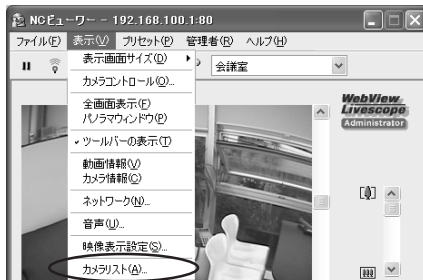 NCビューワー - 192.168.100.1:80
ファイル(F) 表示(V) プリセット(P) 管理者(R) ヘルプ(H)
表示画面サイズ(D)
会議室
カメラコントロール(O)...
全画面表示(F)
パノラマウィンドウ(P)
ツールバーの表示(T)
動画情報(V)
カメラ情報(C)
ネットワーク(N)...
音声(U)...
映像表示設定(S)...
カメラリスト(A)...
WebView
Livescope
Administrator